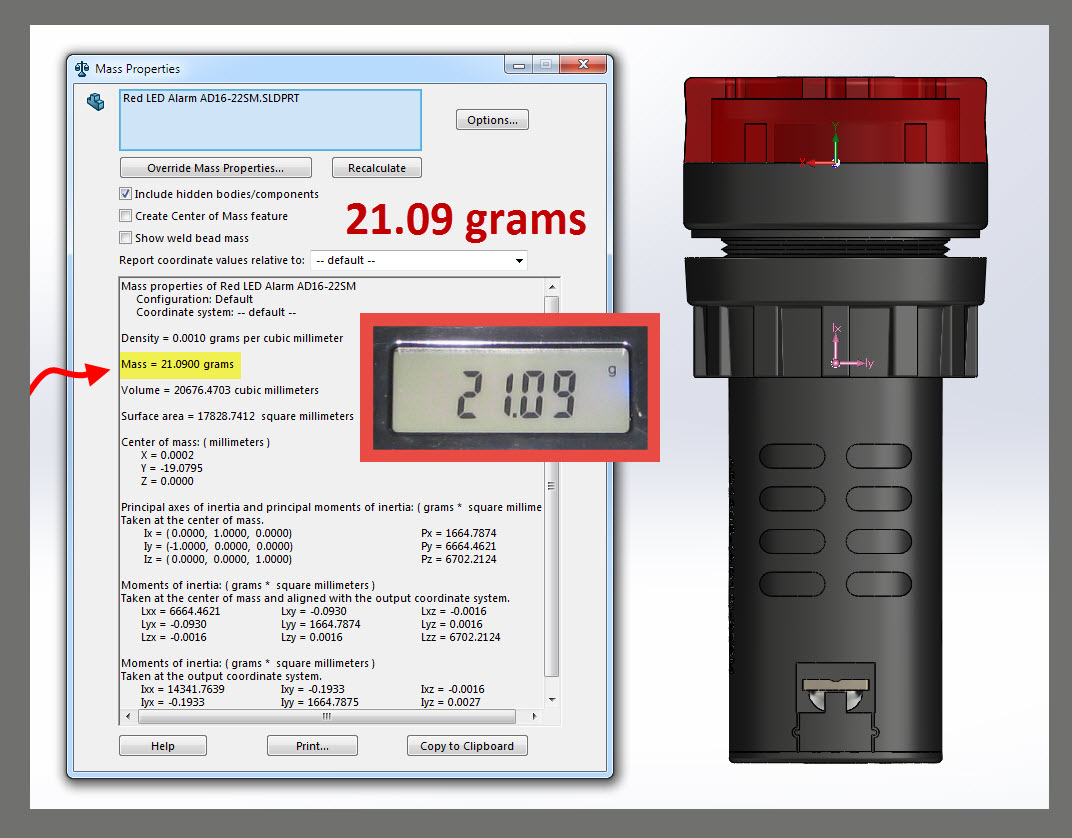 Mass Properties
Red LED Alarm AD16-22SM.SLDPRT
Options...
Override Mass Properties...
Recalculate
Include hidden bodies/components
Create Center of Mass feature
Show weld bead mass
21.09 grams
Report coordinate values relative to: -- default --
Mass properties of Red LED Alarm AD16-22SM
Configuration: Default
Coordinate system: -- default --
Density = 0.0010 grams per cubic millimeter
Mass = 21.0900 grams
Volume = 20676.4703 cubic millimeters
Surface area = 17828.7412 square millimeters
Center of mass: ( millimeters )
X = 0.0002
Y = -19.0795
Z = 0.0000
21.09 g
Principal axes of inertia and principal moments of inertia: ( grams * square millime
Taken at the center of mass.
Ix = ( 0.0000, 1.0000, 0.0000) Px = 1664.7874
Iy = (-1.0000, 0.0000, 0.0000) Py = 6664.4621
Iz = ( 0.0000, 0.0000, 1.0000) Pz = 6702.2124
Moments of inertia: ( grams * square millimeters )
Taken at the center of mass and aligned with the output coordinate system.
Lxx = 6664.4621 Lxy = -0.0930 Lxz = -0.0016
Lyx = -0.0930 Lyy = 1664.7874 Lyz = 0.0016
Lzx = -0.0016 Lzy = 0.0016 Lzz = 6702.2124
Moments of inertia: ( grams * square millimeters )
Taken at the output coordinate system.
Ixx = 14341.7639 Ixy = -0.1933 Ixz = -0.0016
Iyx = -0.1933 Iyy = 1664.7875 Iyz = 0.0027
Help
Print...
Copy to Clipboard
Y
X
Ix
Iy